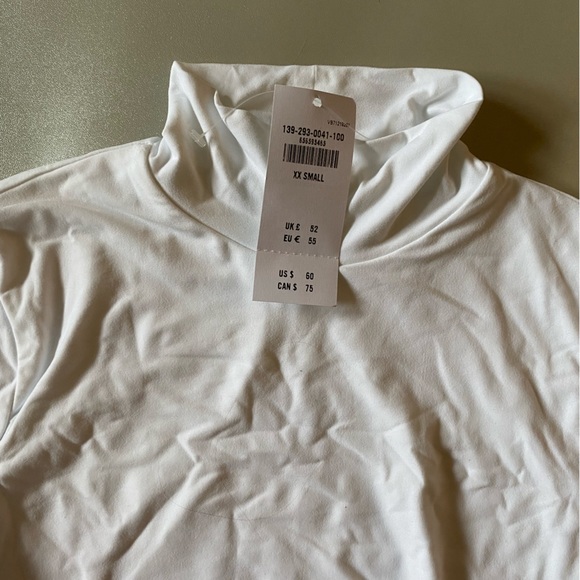 139-293-0041-100
XX SMALL
UK £ 52
EU € 55
US $ 60
CAN $ 75